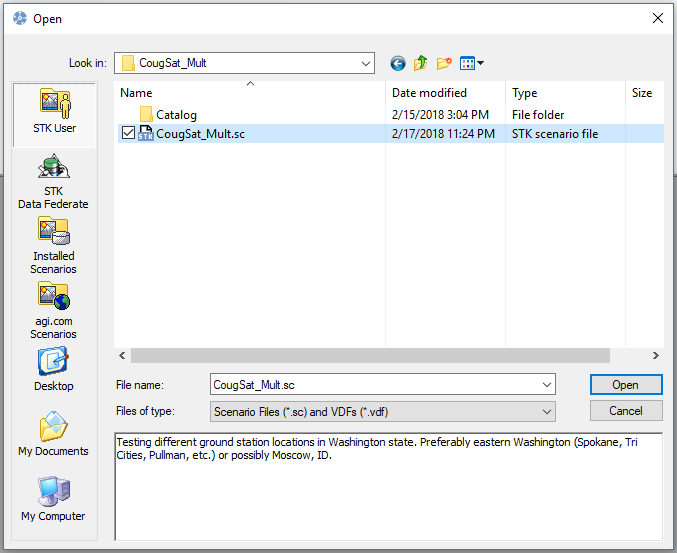 Open
Look in:
CougSat_Mult
Name
Date modified
Type
Size
Catalog
2/15/2018 3:04 PM
File folder
STK
CougSat_Mult.sc
2/17/2018 11:24 PM
STK scenario file
STK User
STK
Data Federate
Installed
Scenarios
agi.com
Scenarios
Desktop
My Documents
My Computer
File name:
CougSat_Mult.sc
Open
Files of type:
Scenario Files (*.sc) and VDFs (*.vdf)
Cancel
Testing different ground station locations in Washington state. Preferably eastern Washington (Spokane, Tri
Cities, Pullman, etc.) or possibly Moscow, ID.